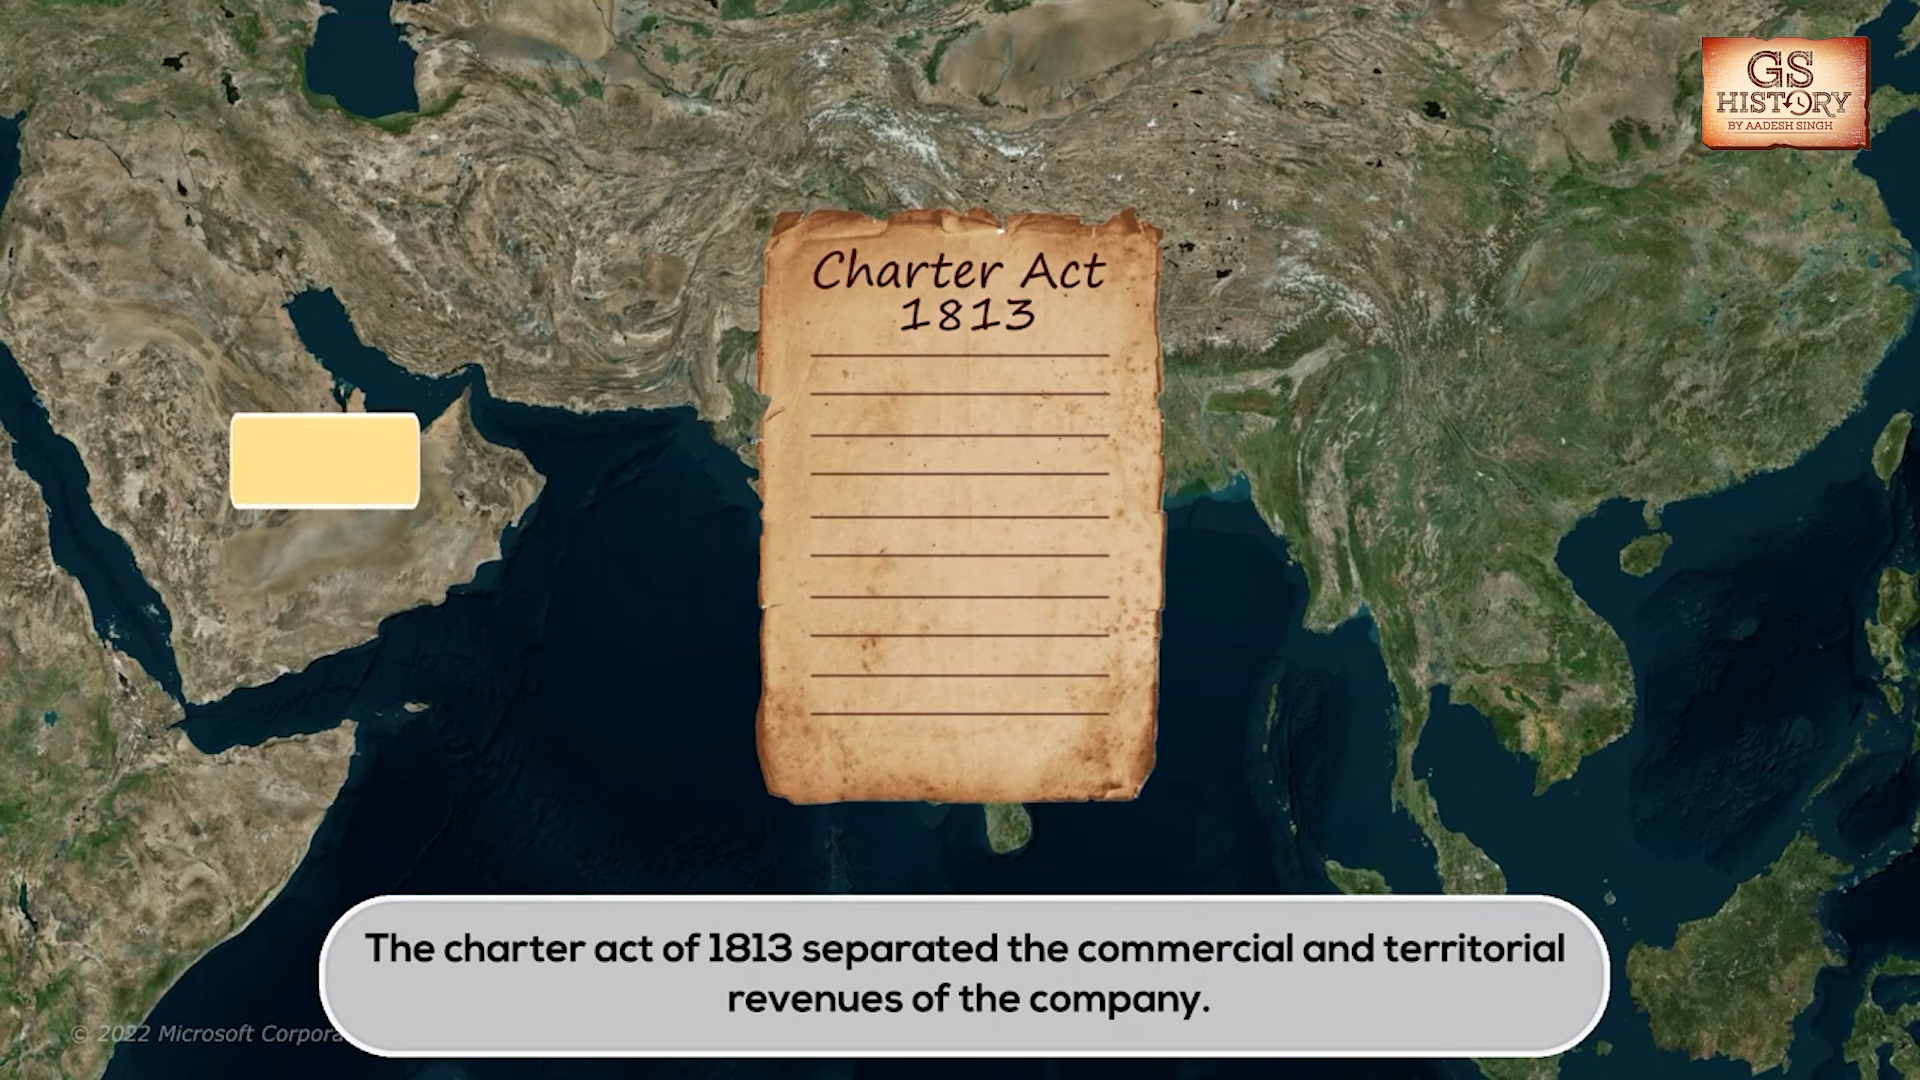 GS
HISTORY
BY AADESH SINGH
Charter Act
1813
The charter act of 1813 separated the commercial and territorial
revenues of the company.
© 2022 Microsoft